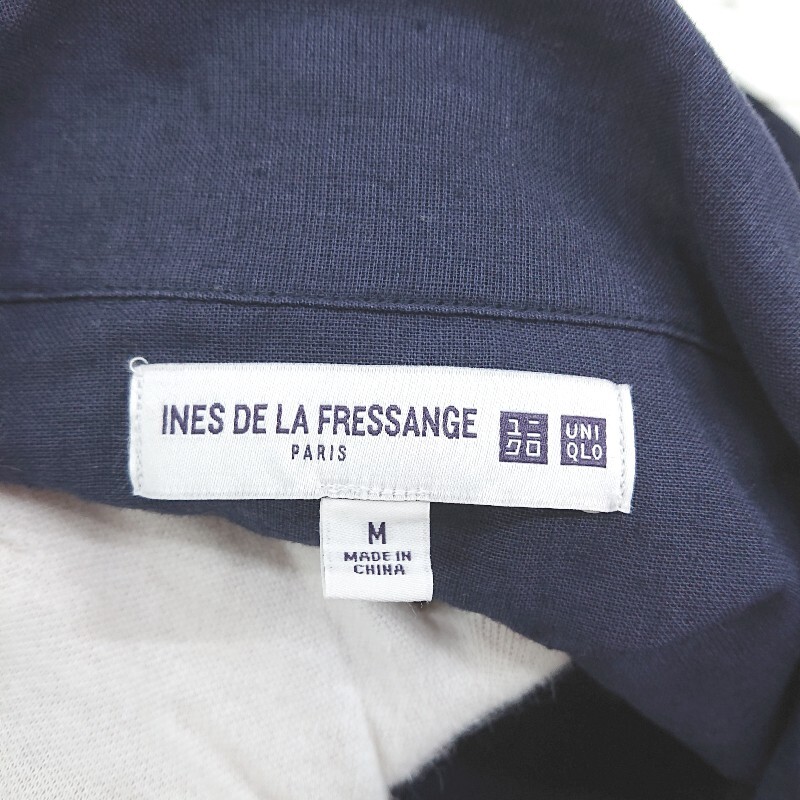 INES DE LA FRESSANGE
PARIS
ユニ
クロ
UNI
QLO
M
MADE IN
CHINA